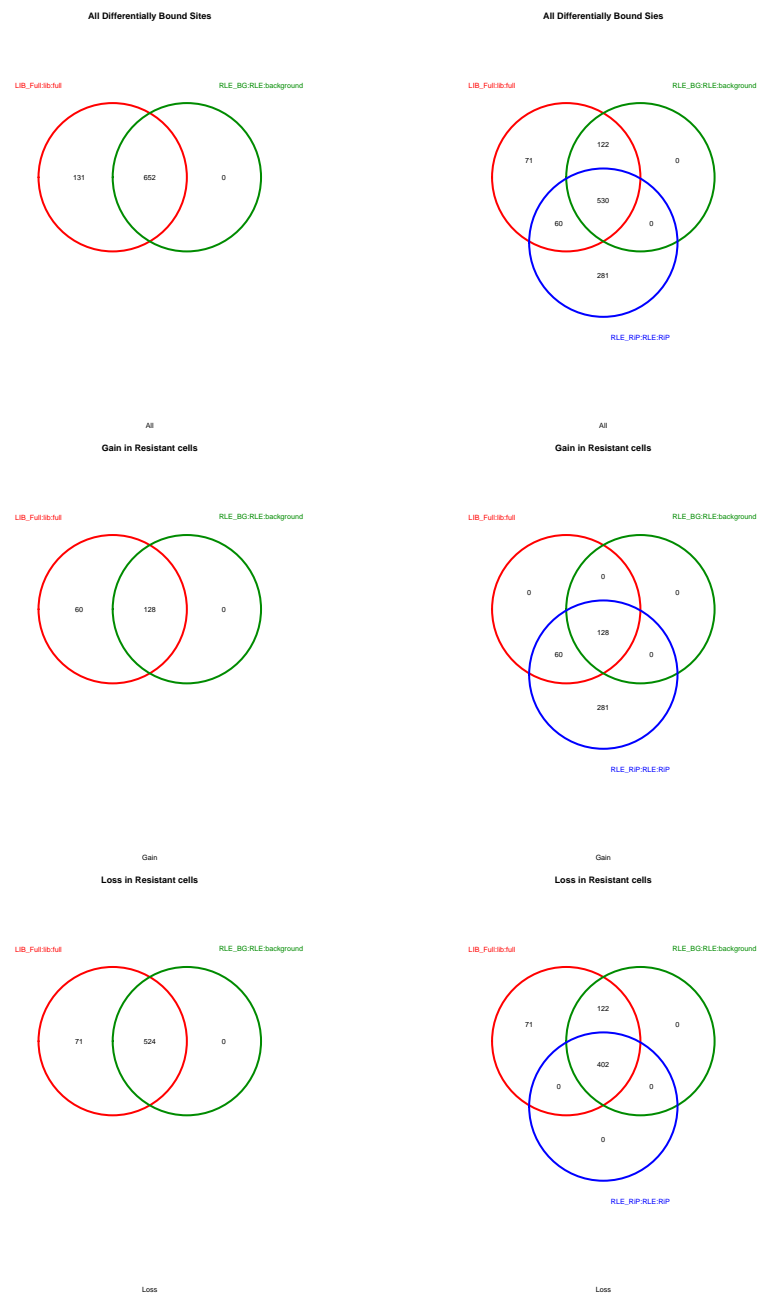 All Differentially Bound Sites
LIB_Full:lib:full
RLE_BG:RLE:background
131
652
0
All
All Differentially Bound Sies
LIB_Full:lib:full
RLE_BG:RLE:background
122
71
0
530
60
0
281
RLE_RiP:RLE:RiP
All
Gain in Resistant cells
LIB_Full:lib:full
RLE_BG:RLE:background
60
128
0
Gain
Gain in Resistant cells
LIB_Full:lib:full
RLE_BG:RLE:background
0
0
0
128
60
0
281
RLE_RiP:RLE:RiP
Gain
Loss in Resistant cells
LIB_Full:lib:full
RLE_BG:RLE:background
71
524
0
Loss
Loss in Resistant cells
LIB_Full:lib:full
RLE_BG:RLE:background
122
71
0
402
0
0
0
RLE_RiP:RLE:RiP
Loss